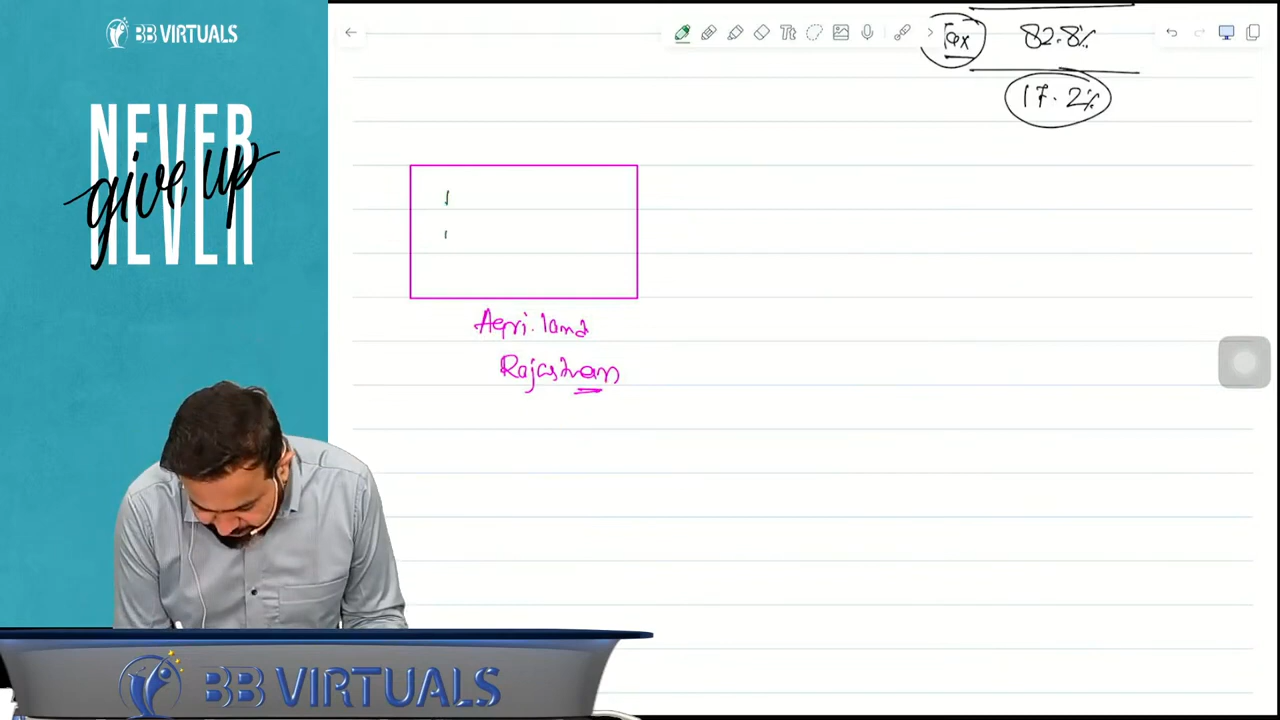 BB VIRTUALS
NEVER
give up
NEVER
Tax 82.8%
17.2%
Agri. land
Rajasthan
BB VIRTUALS